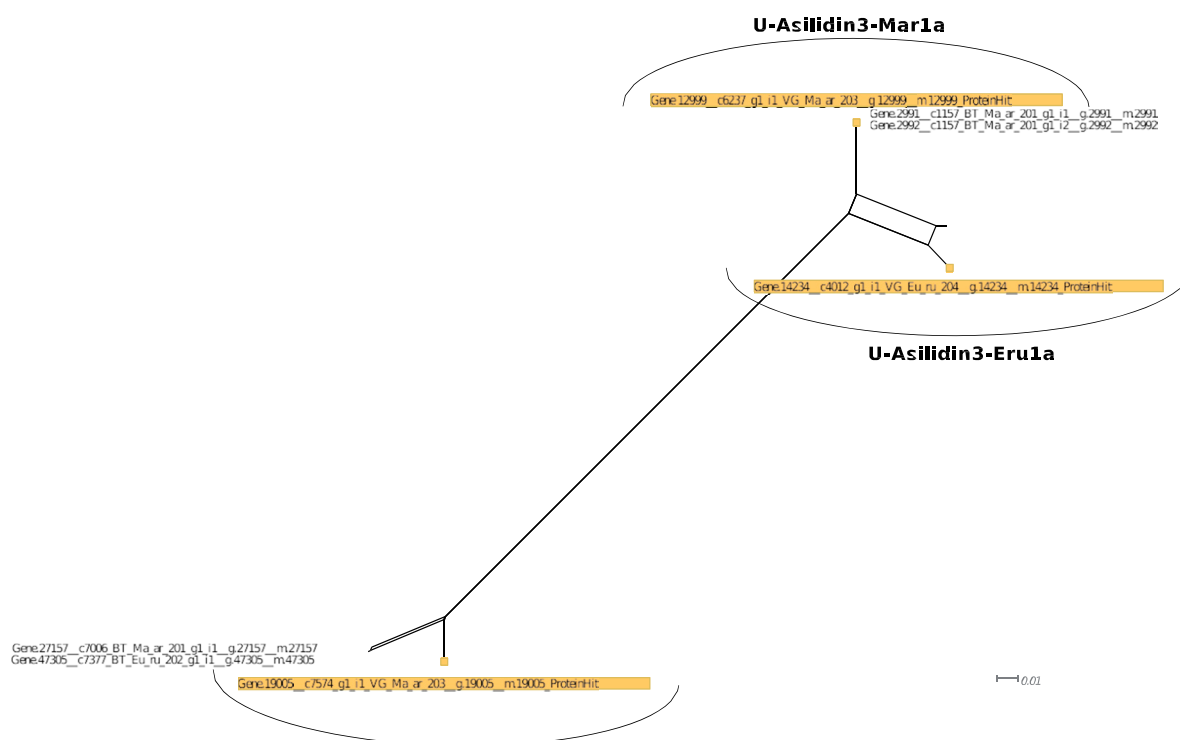 U-Asilidin3-Mar1a
Gene.12999__c6237_g1_i1_VG_Ma_ar_203__g.12999__m.12999_ProteinHit
Gene.2991__c1157_BT_Ma_ar_201_g1_i1__g.2991__m.2991
Gene.2992__c1157_BT_Ma_ar_201_g1_i2__g.2992__m.2992
Gene.14234__c4012_g1_i1_VG_Eu_ru_204__g.14234__m.14234_ProteinHit
U-Asilidin3-Eru1a
Gene.27157__c7006_BT_Ma_ar_201_g1_i1__g.27157__m.27157
Gene.47305__c7377_BT_Eu_ru_202_g1_i1__g.47305__m.47305
Gene.19005__c7574_g1_i1_VG_Ma_ar_203__g.19005__m.19005_ProteinHit
0.01